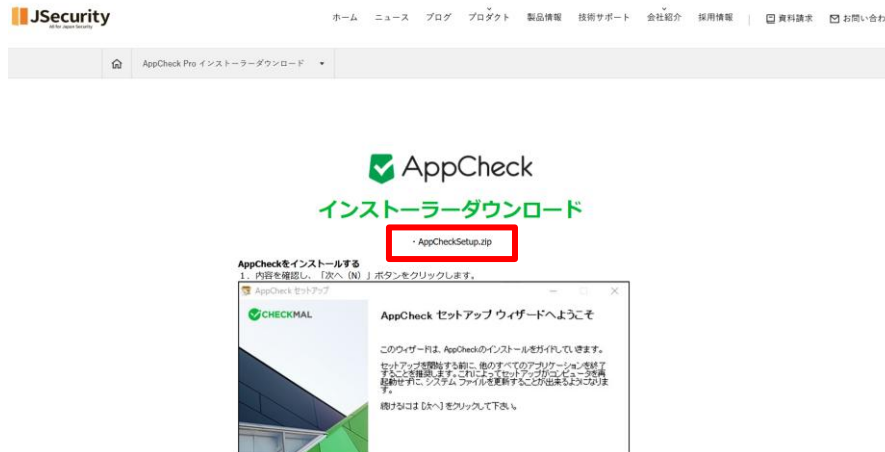 JSecurity
All for Japan Security
ホーム ニュース ブログ プロダクト 製品情報 技術サポート 会社紹介 採用情報 資料請求 お問い合わ
AppCheck Pro インストーラーダウンロード
AppCheck
インストーラーダウンロード
・AppCheckSetup.zip
AppCheckをインストールする
1. 内容を確認し、「次へ（N）」ボタンをクリックします。
AppCheck セットアップ
CHECKMAL
AppCheck セットアップ ウィザードへようこそ
このウィザードは、AppCheckのインストールをガイドしていきます。
セットアップを開始する前に、他のすべてのアプリケーションを終了
することを推奨します。これによってセットアップがコンピュータを再
起動せずに、システム ファイルを更新することが出来るようになりま
す。
続けるには [次へ] をクリックして下さい。